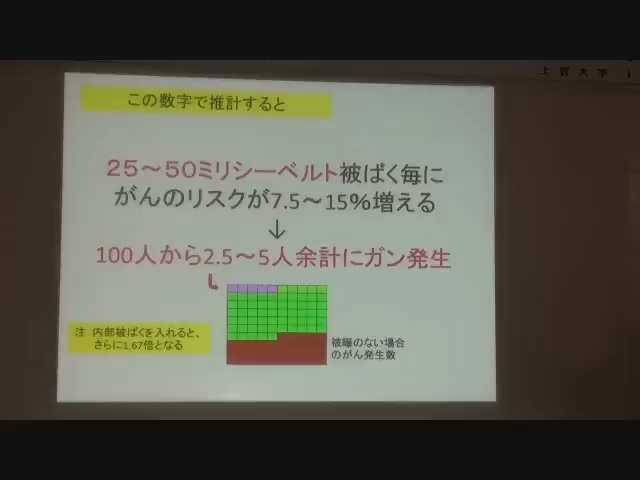 上智大学
この数字で推計すると
25～50ミリシーベルト被ばく毎に
がんのリスクが7.5～15%増える
↓
100人から2.5～5人余計にガン発生
注 内部被ばくを入れると、
さらに1.67倍となる
被曝のない場合
のがん発生数